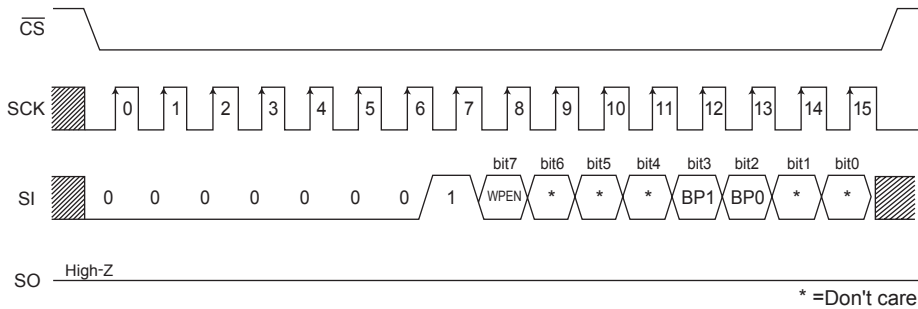 CS
SCK 0 1 2 3 4 5 6 7 8 9 10 11 12 13 14 15
bit7 bit6 bit5 bit4 bit3 bit2 bit1 bit0
SI 0 0 0 0 0 0 0 1 WPEN * * * BP1 BP0 * *
High-Z
SO
* =Don't care